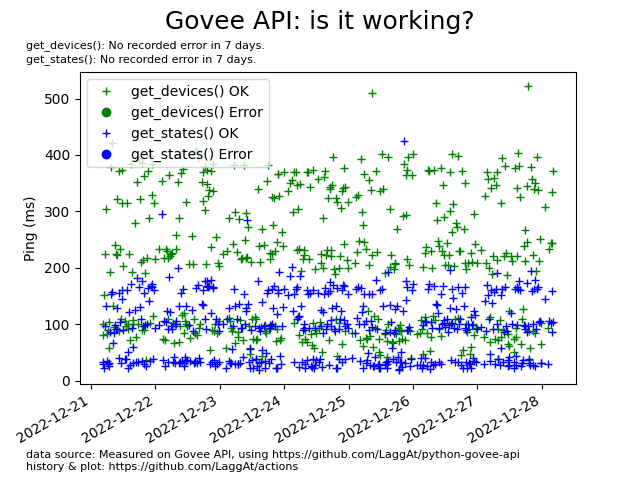 Govee API: is it working?
get_devices(): No recorded error in 7 days.
get_states(): No recorded error in 7 days.
get_devices() OK
get_devices() Error
get_states() OK
get_states() Error
Ping (ms)
500
400
300
200
100
0
2022-12-21
2022-12-22
2022-12-23
2022-12-24
2022-12-25
2022-12-26
2022-12-27
2022-12-28
data source: Measured on Govee API, using https://github.com/LaggAt/python-govee-api
history & plot: https://github.com/LaggAt/actions